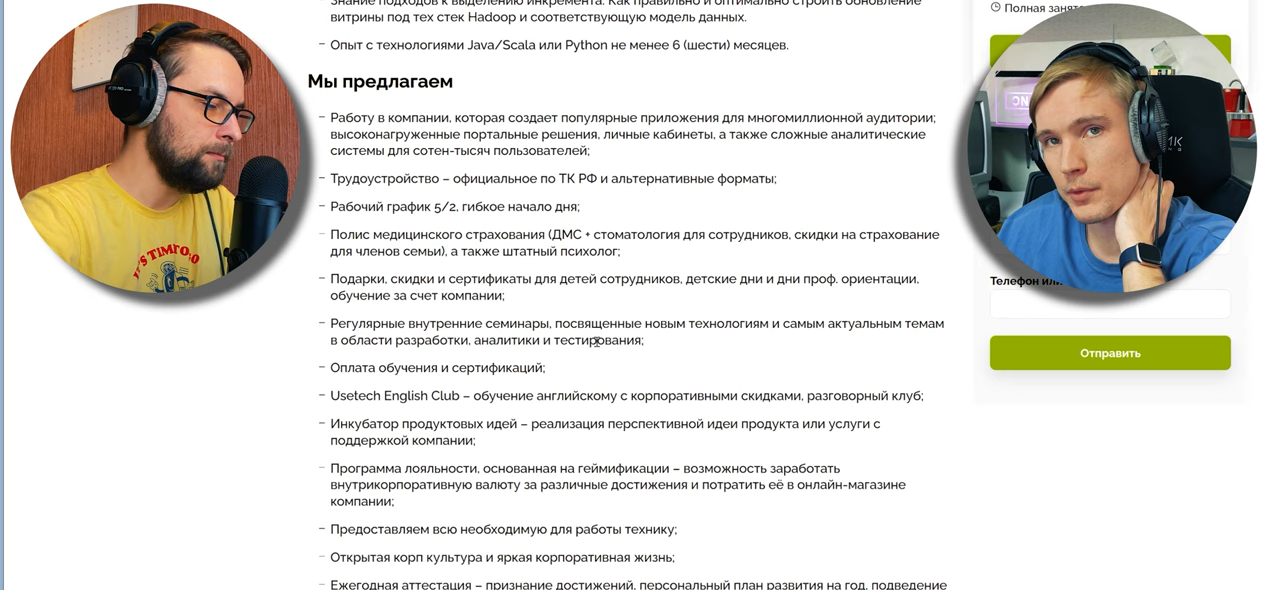 Знание подходов к выделению инкремента. Как правильно и оптимально строить обновление
витрины под тех стек Hadoop и соответствующую модель данных.
– Опыт с технологиями Java/Scala или Python не менее 6 (шести) месяцев.
Мы предлагаем
– Работу в компании, которая создает популярные приложения для многомиллионной аудитории;
высоконагруженные портальные решения, личные кабинеты, а также сложные аналитические
системы для сотен-тысяч пользователей;
– Трудоустройство – официальное по ТК РФ и альтернативные форматы;
– Рабочий график 5/2, гибкое начало дня;
– Полис медицинского страхования (ДМС + стоматология для сотрудников, скидки на страхование
для членов семьи), а также штатный психолог;
– Подарки, скидки и сертификаты для детей сотрудников, детские дни и дни проф. ориентации,
обучение за счет компании;
– Регулярные внутренние семинары, посвященные новым технологиям и самым актуальным темам
в области разработки, аналитики и тестирования;
– Оплата обучения и сертификаций;
– Usetech English Club – обучение английскому с корпоративными скидками, разговорный клуб;
– Инкубатор продуктовых идей – реализация перспективной идеи продукта или услуги с
поддержкой компании;
– Программа лояльности, основанная на геймификации – возможность заработать
внутрикорпоративную валюту за различные достижения и потратить её в онлайн-магазине
компании;
– Предоставляем всю необходимую для работы технику;
– Открытая корп культура и яркая корпоративная жизнь;
– Ежегодная аттестация – признание достижений, персональный план развития на год, подведение
Полная
Телефон
Отправить